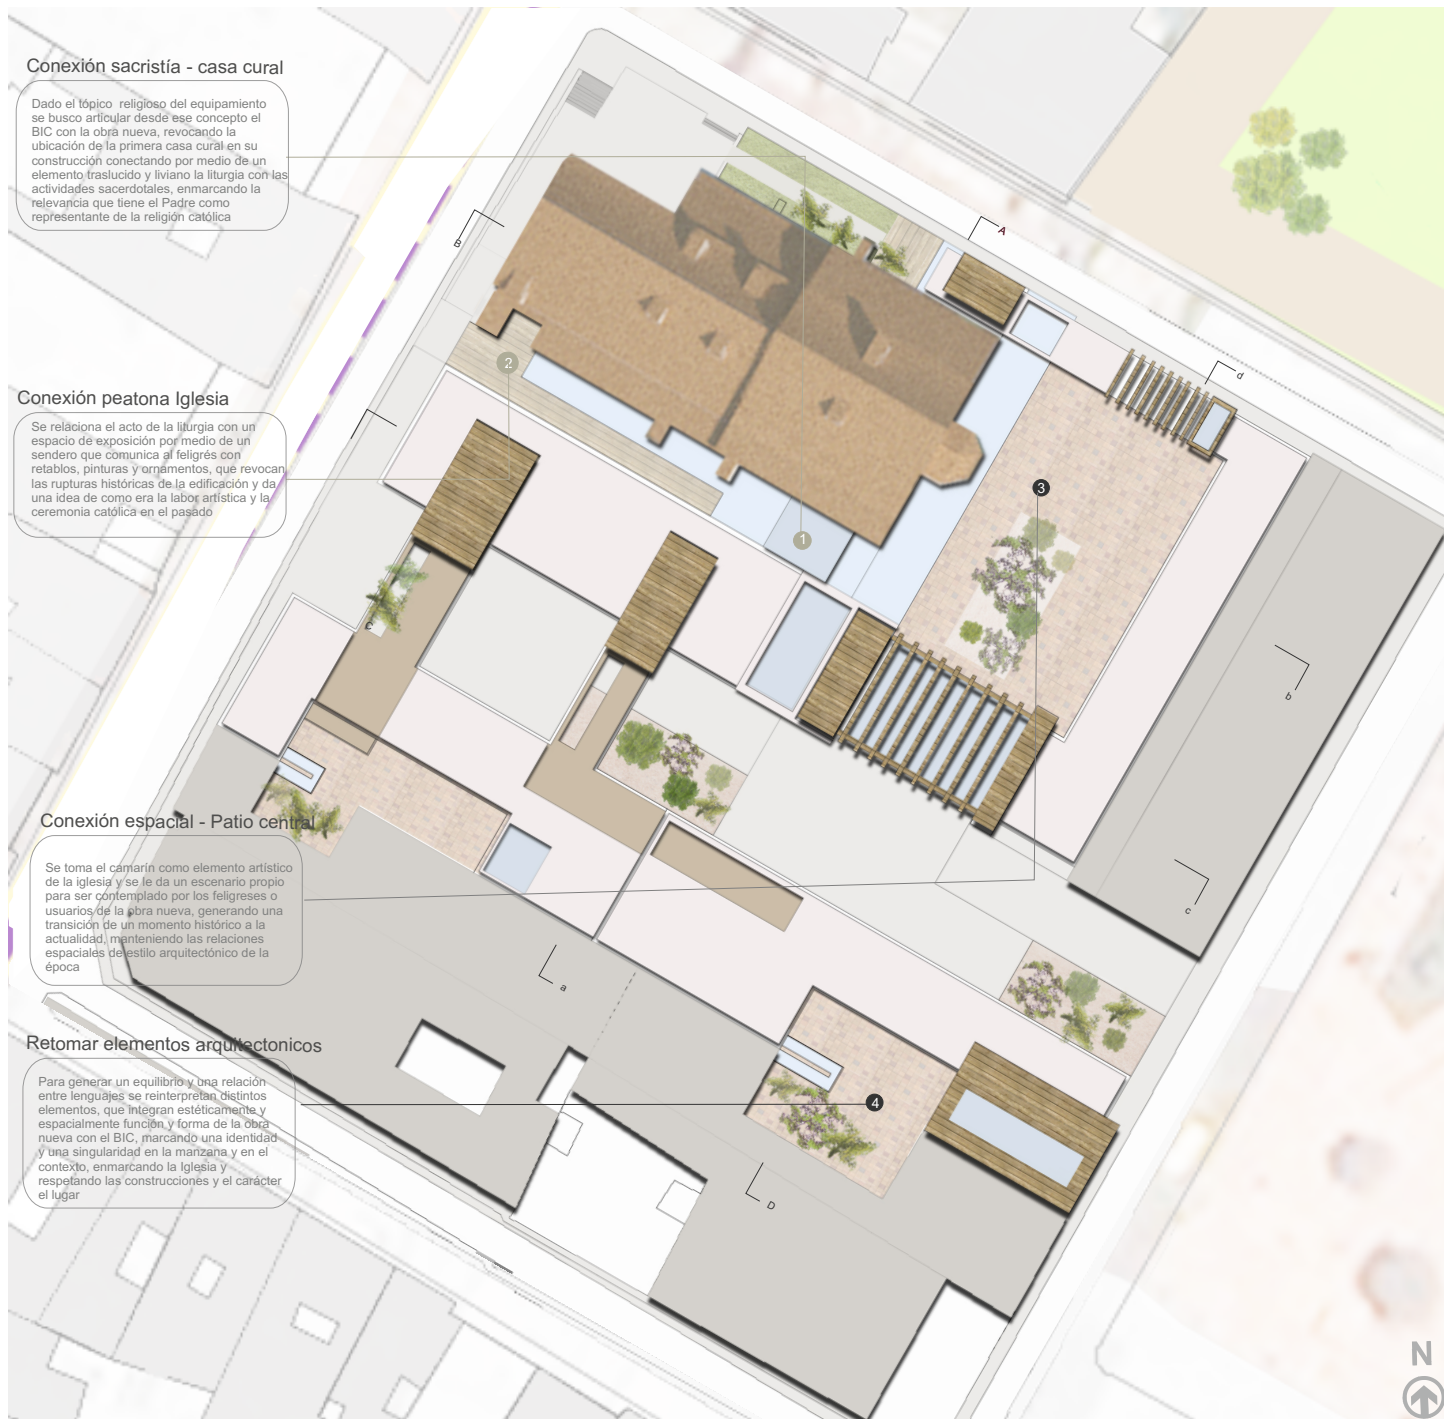 Conexión sacristía - casa cural
Dado el tópico  religioso del equipamiento
se busco articular desde ese concepto el
BIC con la obra nueva, revocando la
ubicación de la primera casa cural en su
construcción conectando por medio de un
elemento traslucido y liviano la liturgia con las
actividades sacerdotales, enmarcando la
relevancia que tiene el Padre como
representante de la religión católica
A
B
d
2
Conexión peatona Iglesia
Se relaciona el acto de la liturgia con un
espacio de exposición por medio de un
sendero que comunica al feligrés con
retablos, pinturas y ornamentos, que revocan
las rupturas históricas de la edificación y da
una idea de como era la labor artística y la
ceremonia católica en el pasado
3
1
C
b
Conexión espacial - Patio central
Se toma el camarín como elemento artístico
de la iglesia y se le da un escenario propio
para ser contemplado por los feligreses o
usuarios de la obra nueva, generando una
transición de un momento histórico a la
actualidad, manteniendo las relaciones
espaciales de estilo arquitectónico de la
época
c
a
Retomar elementos arquitectonicos
Para generar un equilibrio y una relación
entre lenguajes se reinterpretan distintos
elementos, que integran estéticamente y
espacialmente función y forma de la obra
nueva con el BIC, marcando una identidad
y una singularidad en la manzana y en el
contexto, enmarcando la Iglesia y
respetando las construcciones y el carácter
el lugar
4
D
N